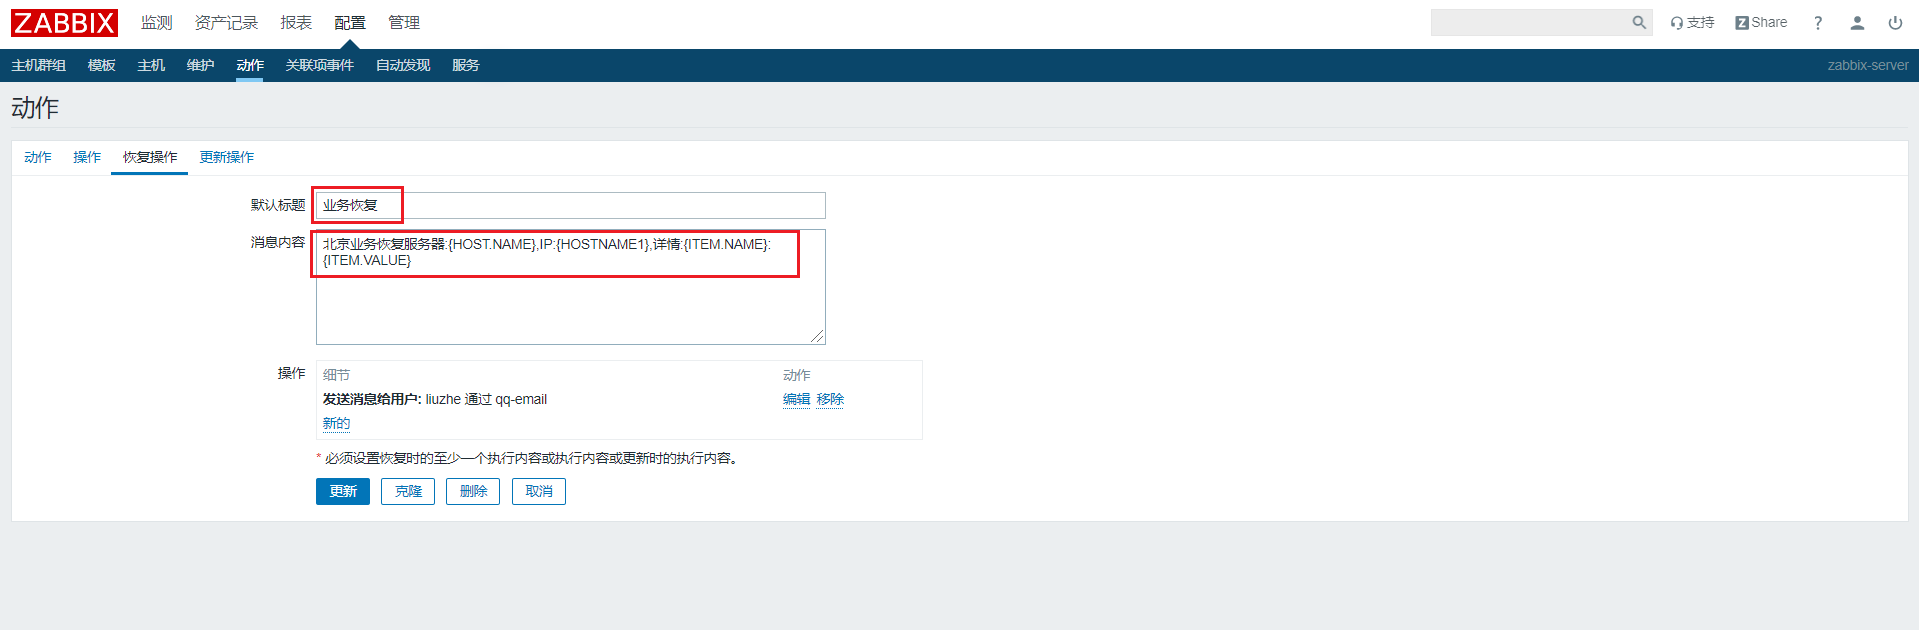 ZABBIX 监测 资产记录 报表 配置 管理 支持 Z Share ?
主机群组 模板 主机 维护 动作 关联项事件 自动发现 服务 zabbix-server
动作
动作 操作 恢复操作 更新操作
默认标题 业务恢复
消息内容 北京业务恢复服务器:{HOST.NAME},IP:{HOSTNAME1},详情:{ITEM.NAME}:
{ITEM.VALUE}
操作 细节 动作
发送消息给用户: liuzhe 通过 qq-email 编辑 移除
新的
* 必须设置恢复时的至少一个执行内容或执行内容或更新时的执行内容。
更新 克隆 删除 取消